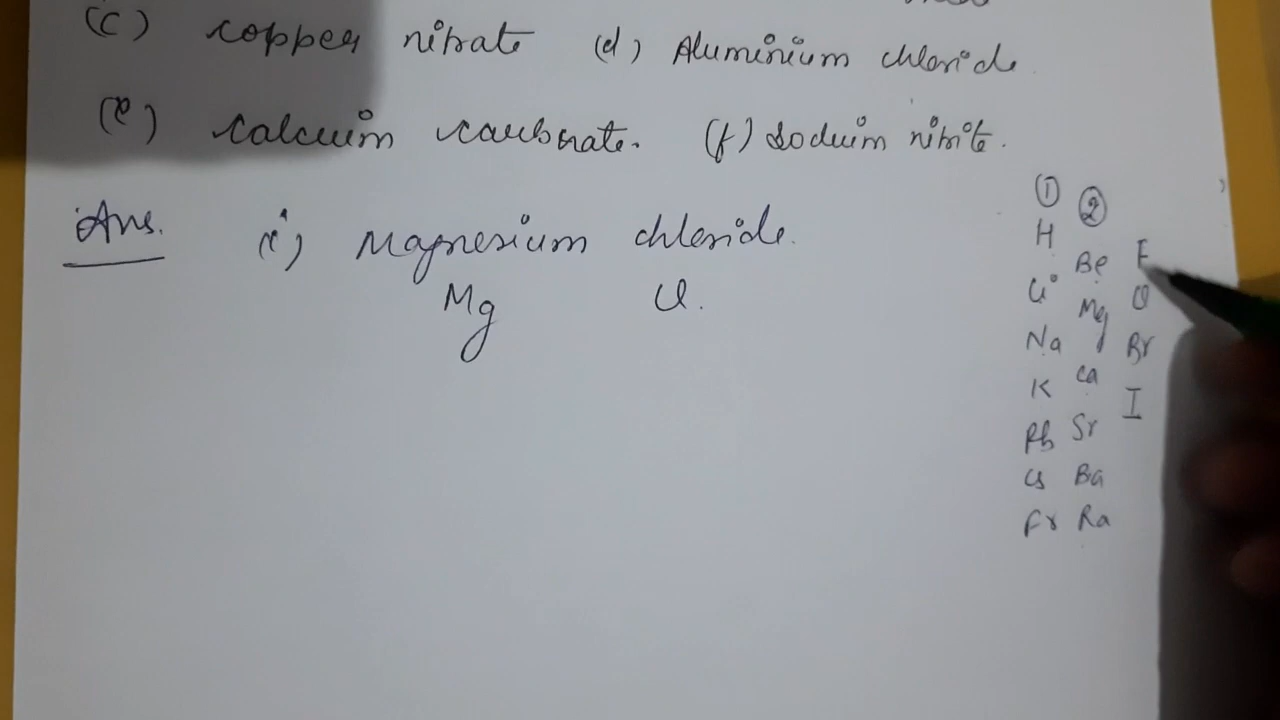 (c) copper nitrate (d) Aluminium chloride
(e) calcium carbonate. (f) sodium nitrite.
Ans. (i) Magnesium chloride.
Mg Cl.
① ②
H Be F
Li Mg Cl
Na Ca Br
K Sr I
Rb Ba
Cs Ra
Fr